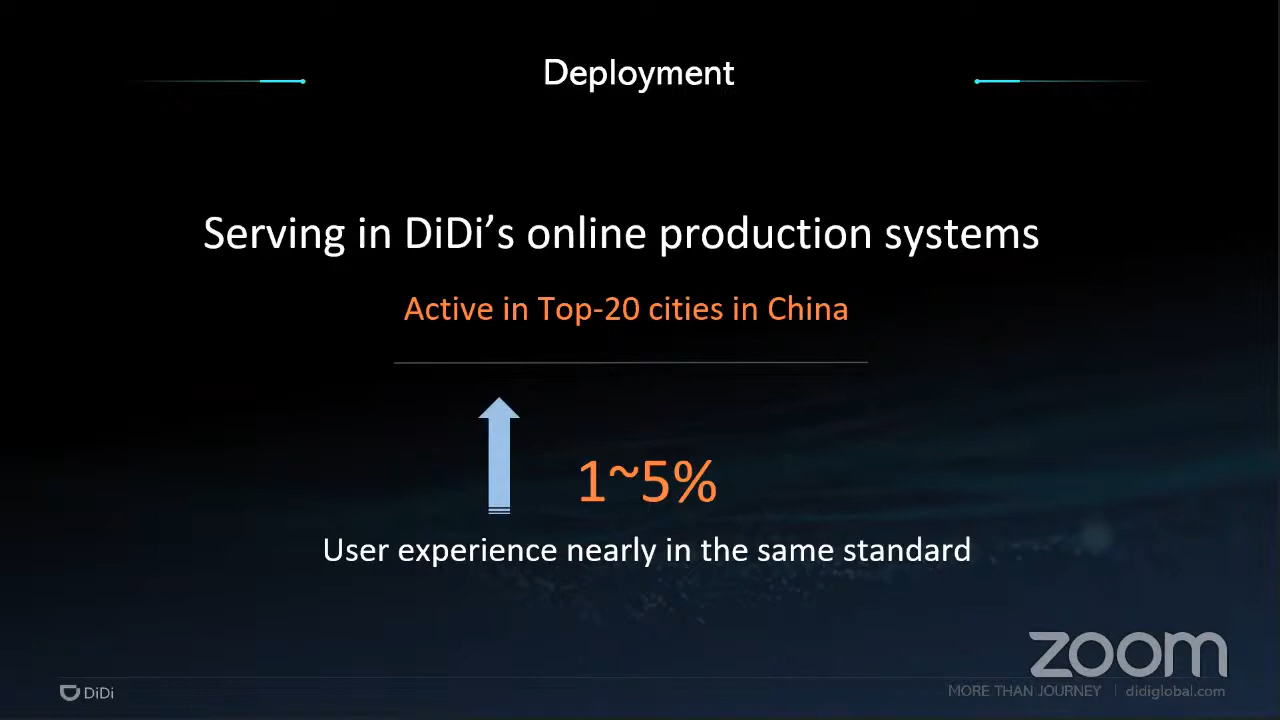 Deployment
Serving in DiDi’s online production systems
Active in Top-20 cities in China
1~5%
User experience nearly in the same standard
zoom
DiDi
MORE THAN JOURNEY | didiglobal.com